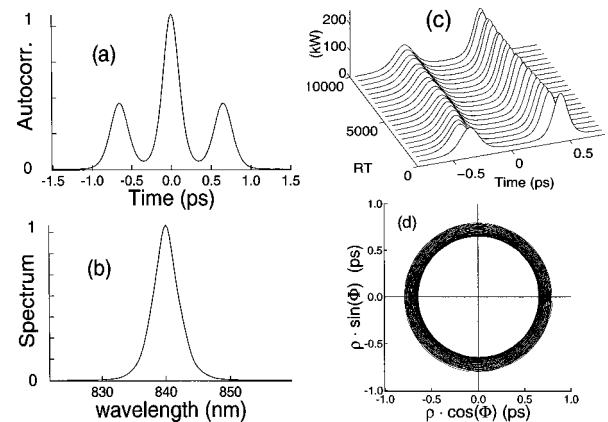 (a)
Autocorr.
1
0
-1.5 -1.0 -0.5 0.0 0.5 1.0 1.5
Time (ps)
(b)
Spectrum
1
0
830 840 850
wavelength (nm)
(c)
(kW)
200
100
0
10000
5000
RT
0
-0.5 0 0.5
Time (ps)
(d)
ρ · sin(Φ) (ps)
1.0
0.5
0.0
-0.5
-1.0
-1.0 -0.5 0.0 0.5 1.0
ρ · cos(Φ) (ps)